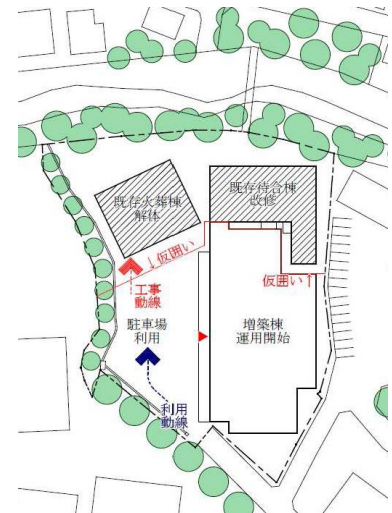 既存火葬棟
解体
既存待合棟
改修
↓仮囲い
仮囲い↑
工事
動線
駐車場
利用
増築棟
運用開始
利用
動線